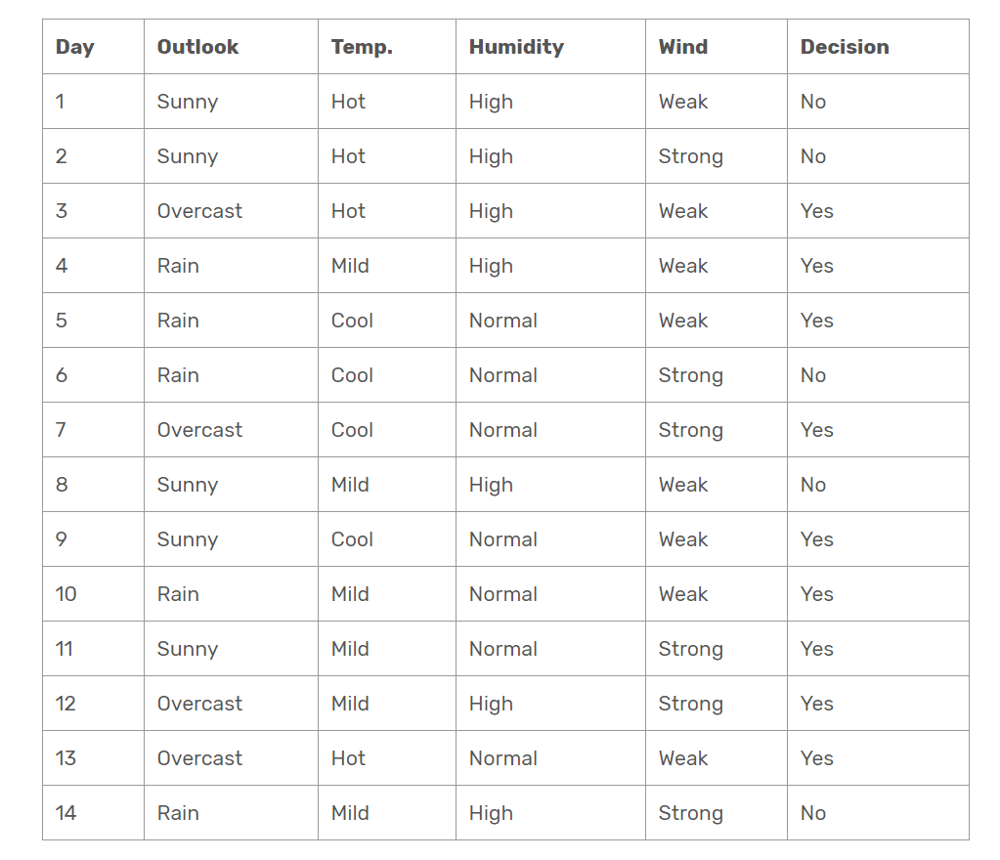 Day Outlook Temp. Humidity Wind Decision
1 Sunny Hot High Weak No
2 Sunny Hot High Strong No
3 Overcast Hot High Weak Yes
4 Rain Mild High Weak Yes
5 Rain Cool Normal Weak Yes
6 Rain Cool Normal Strong No
7 Overcast Cool Normal Strong Yes
8 Sunny Mild High Weak No
9 Sunny Cool Normal Weak Yes
10 Rain Mild Normal Weak Yes
11 Sunny Mild Normal Strong Yes
12 Overcast Mild High Strong Yes
13 Overcast Hot Normal Weak Yes
14 Rain Mild High Strong No